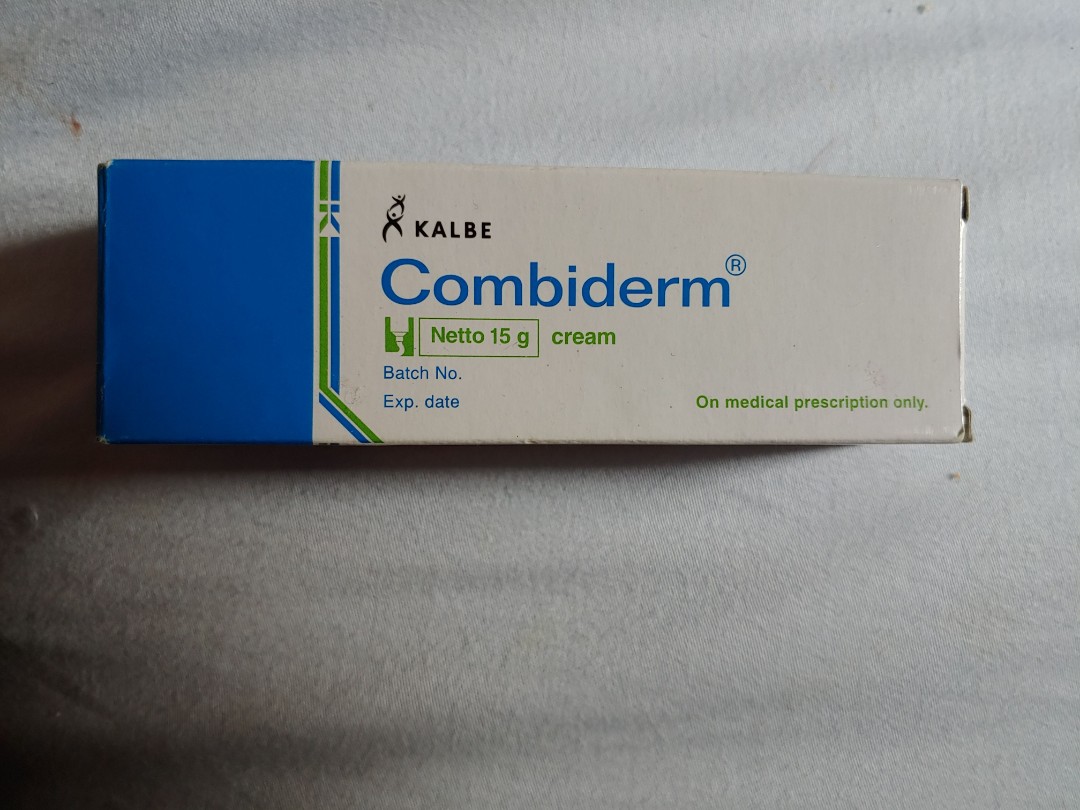 KALBE
Combiderm®
Netto 15 g cream
Batch No.
Exp. date
On medical prescription only.